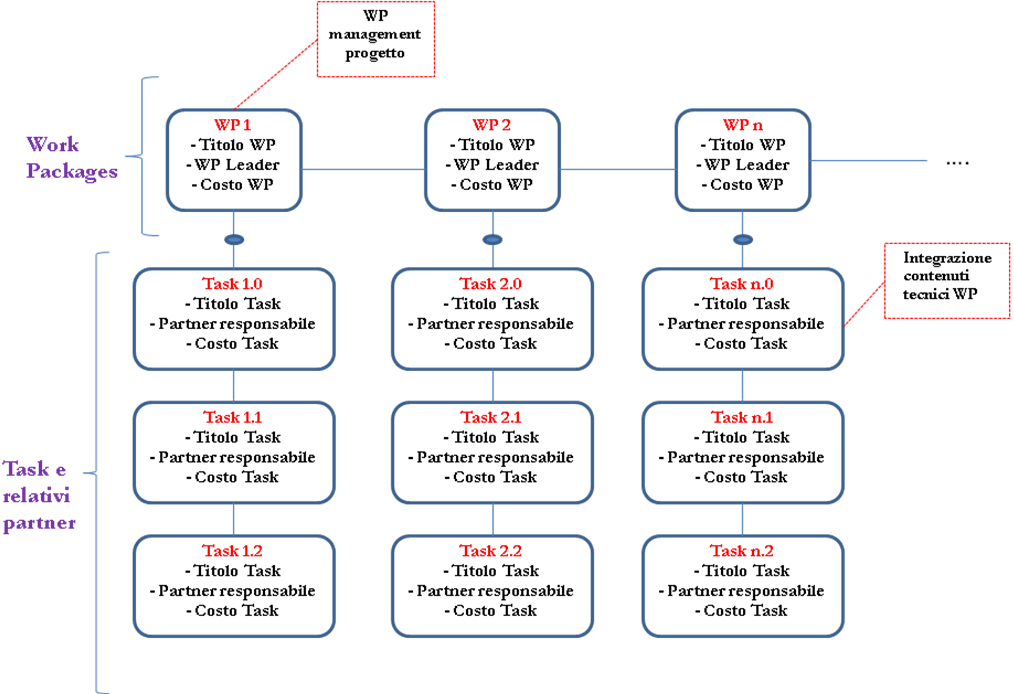 WP
management
progetto
Work
Packages
WP 1
- Titolo WP
- WP Leader
- Costo WP
WP 2
- Titolo WP
- WP Leader
- Costo WP
WP n
- Titolo WP
- WP Leader
- Costo WP
....
Integrazione
contenuti
tecnici WP
Task e
relativi
partner
Task 1.0
- Titolo Task
- Partner responsabile
- Costo Task
Task 2.0
- Titolo Task
- Partner responsabile
- Costo Task
Task n.0
- Titolo Task
- Partner responsabile
- Costo Task
Task 1.1
- Titolo Task
- Partner responsabile
- Costo Task
Task 2.1
- Titolo Task
- Partner responsabile
- Costo Task
Task n.1
- Titolo Task
- Partner responsabile
- Costo Task
Task 1.2
- Titolo Task
- Partner responsabile
- Costo Task
Task 2.2
- Titolo Task
- Partner responsabile
- Costo Task
Task n.2
- Titolo Task
- Partner responsabile
- Costo Task